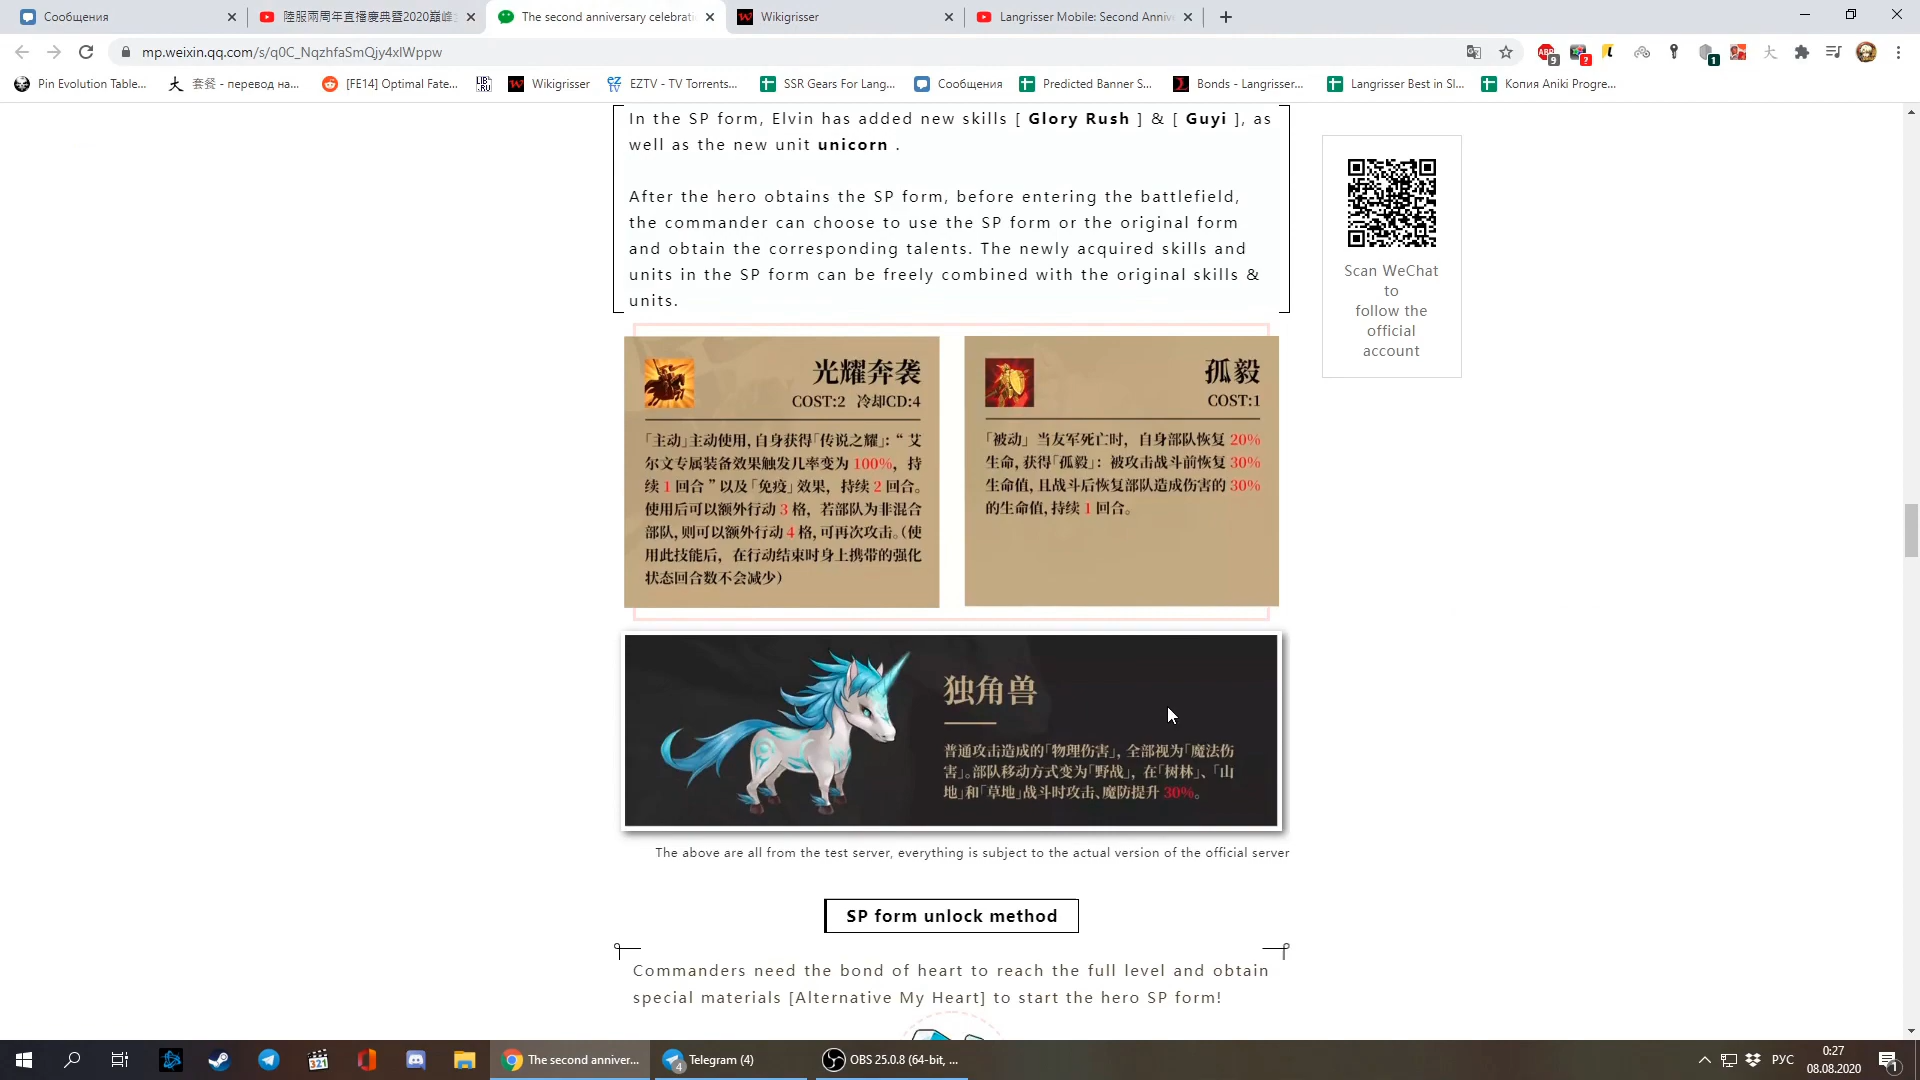 Сообщения
陸服兩周年直播慶典暨2020巔峰
The second anniversary celebrati
Wikigrisser
Langrisser Mobile: Second Anniv
mp.weixin.qq.com/s/q0C_NqzhfaSmQjy4xIWppw
Pin Evolution Table...
套餐 - перевод на...
[FE14] Optimal Fate...
Wikigrisser
EZTV - TV Torrents...
SSR Gears For Lang...
Сообщения
Predicted Banner S...
Bonds - Langrisser...
Langrisser Best in Sl...
Копия Aniki Progre...
In the SP form, Elvin has added new skills [ Glory Rush ] & [ Guyi ], as
well as the new unit unicorn .
After the hero obtains the SP form, before entering the battlefield,
the commander can choose to use the SP form or the original form
and obtain the corresponding talents. The newly acquired skills and
units in the SP form can be freely combined with the original skills &
units.
Scan WeChat
to
follow the
official
account
光耀奔袭
COST:2 冷却CD:4
「主动」主动使用,自身获得「传说之耀」:“艾
尔文专属装备效果触发几率变为 100%, 持
续 1 回合”以及「免疫」效果, 持续 2 回合。
使用后可以额外行动 3 格, 若部队为非混合
部队,则可以额外行动 4 格,可再次攻击。(使
用此技能后, 在行动结束时身上携带的强化
状态回合数不会减少)
孤毅
COST:1
「被动」当友军死亡时, 自身部队恢复 20%
生命,获得「孤毅」: 被攻击战斗前恢复 30%
生命值,且战斗后恢复部队造成伤害的 30%
的生命值,持续 1 回合。
独角兽
普通攻击造成的「物理伤害」, 全部视为「魔法伤
害」。部队移动方式变为「野战」, 在「树林」、「山
地」和「草地」战斗时攻击、魔防提升 30%。
The above are all from the test server, everything is subject to the actual version of the official server
SP form unlock method
Commanders need the bond of heart to reach the full level and obtain
special materials [Alternative My Heart] to start the hero SP form!
The second anniver...
Telegram (4)
OBS 25.0.8 (64-bit, ...
РУС
0:27
08.08.2020